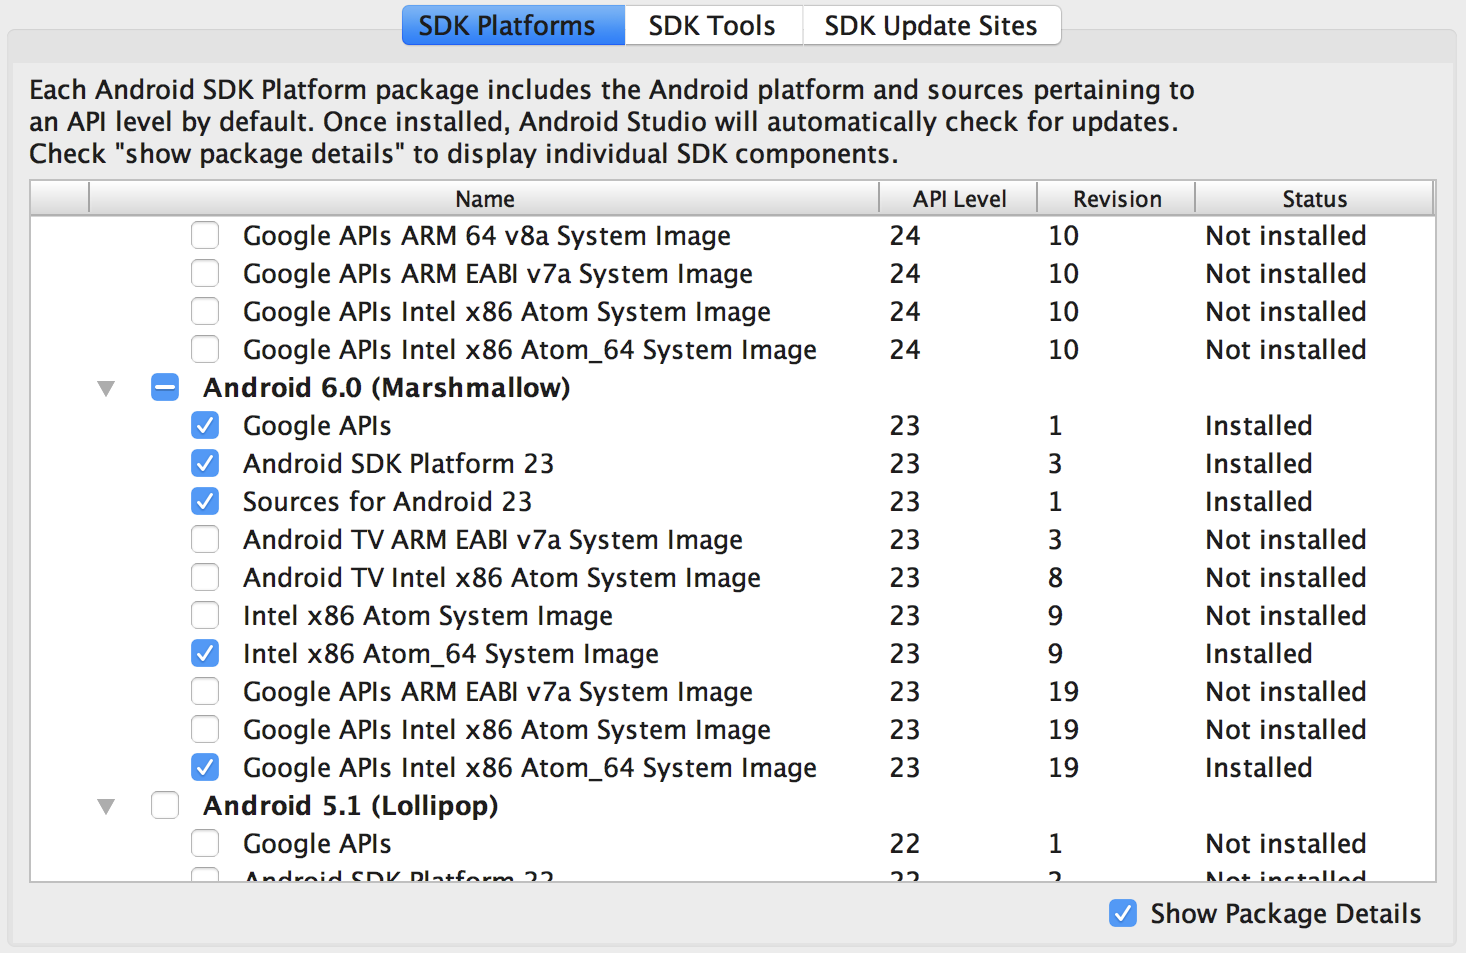 SDK Platforms SDK Tools SDK Update Sites
Each Android SDK Platform package includes the Android platform and sources pertaining to
an API level by default. Once installed, Android Studio will automatically check for updates.
Check "show package details" to display individual SDK components.
Name API Level Revision Status
Google APIs ARM 64 v8a System Image 24 10 Not installed
Google APIs ARM EABI v7a System Image 24 10 Not installed
Google APIs Intel x86 Atom System Image 24 10 Not installed
Google APIs Intel x86 Atom_64 System Image 24 10 Not installed
Android 6.0 (Marshmallow)
Google APIs 23 1 Installed
Android SDK Platform 23 23 3 Installed
Sources for Android 23 23 1 Installed
Android TV ARM EABI v7a System Image 23 3 Not installed
Android TV Intel x86 Atom System Image 23 8 Not installed
Intel x86 Atom System Image 23 9 Not installed
Intel x86 Atom_64 System Image 23 9 Installed
Google APIs ARM EABI v7a System Image 23 19 Not installed
Google APIs Intel x86 Atom System Image 23 19 Not installed
Google APIs Intel x86 Atom_64 System Image 23 19 Installed
Android 5.1 (Lollipop)
Google APIs 22 1 Not installed
Android SDK Platform 22 22 2 Not installed
Show Package Details